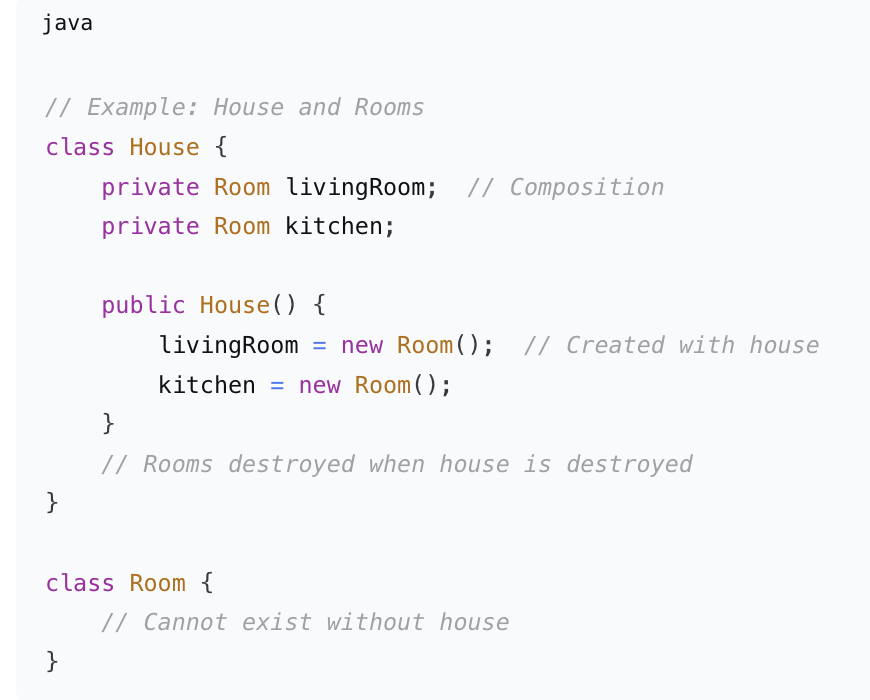 java
// Example: House and Rooms
class House {
    private Room livingRoom;  // Composition
    private Room kitchen;
    public House() {
        livingRoom = new Room();  // Created with house
        kitchen = new Room();
    }
    // Rooms destroyed when house is destroyed
}
class Room {
    // Cannot exist without house
}